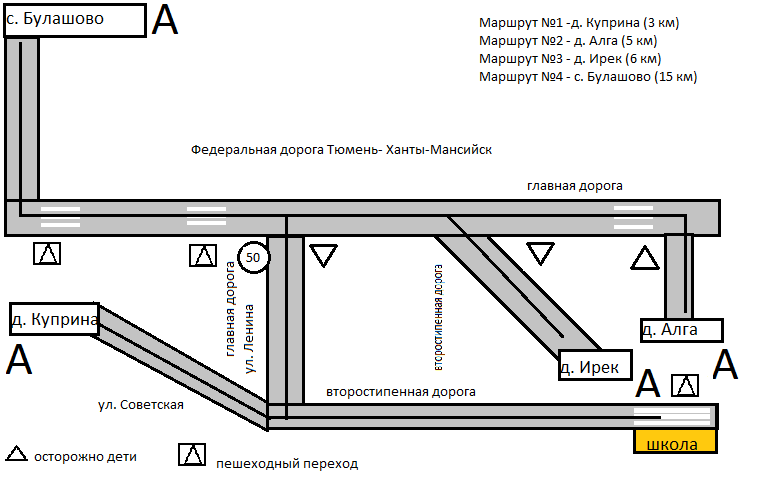 с. Булашово
А
Маршрут №1 -д. Куприна (3 км)
Маршрут №2 - д. Алга (5 км)
Маршрут №3 - д. Ирек (6 км)
Маршрут №4 - с. Булашово (15 км)
Федеральная дорога Тюмень- Ханты-Мансийск
главная дорога
50
главная дорога
ул. Ленина
второстипенная дорога
д. Куприна
А
д. Алга
А
д. Ирек
А
второстипенная дорога
ул. Советская
школа
осторожно дети
пешеходный переход